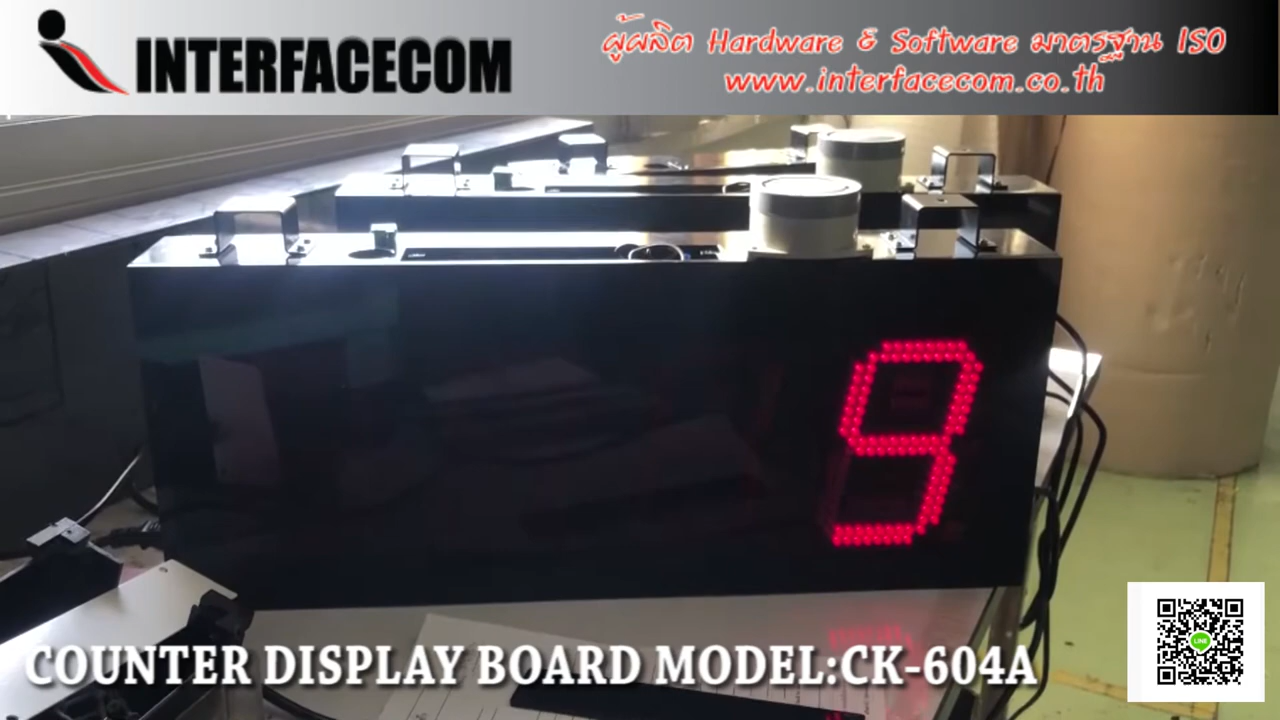 INTERFACECOM
ผู้ผลิต Hardware & Software มาตรฐาน ISO
www.interfacecom.co.th
9
COUNTER DISPLAY BOARD MODEL:CK-604A
LINE